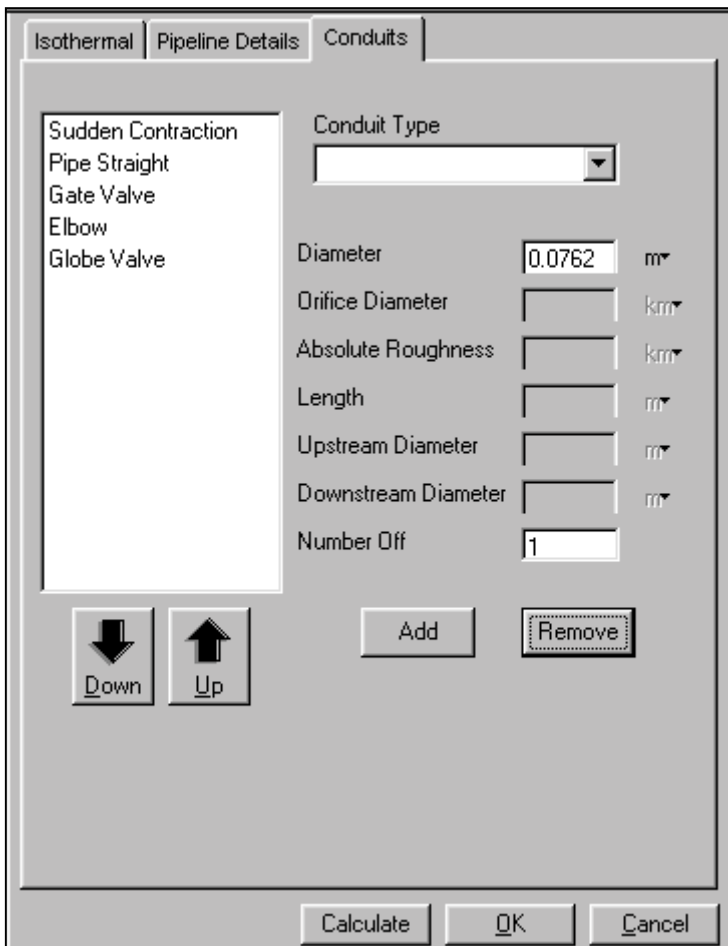 Isothermal Pipeline Details Conduits
Sudden Contraction
Pipe Straight
Gate Valve
Elbow
Globe Valve
Conduit Type
Diameter 0.0762 m
Orifice Diameter km
Absolute Roughness km
Length m
Upstream Diameter m
Downstream Diameter m
Number Off 1
Down Up Add Remove
Calculate OK Cancel